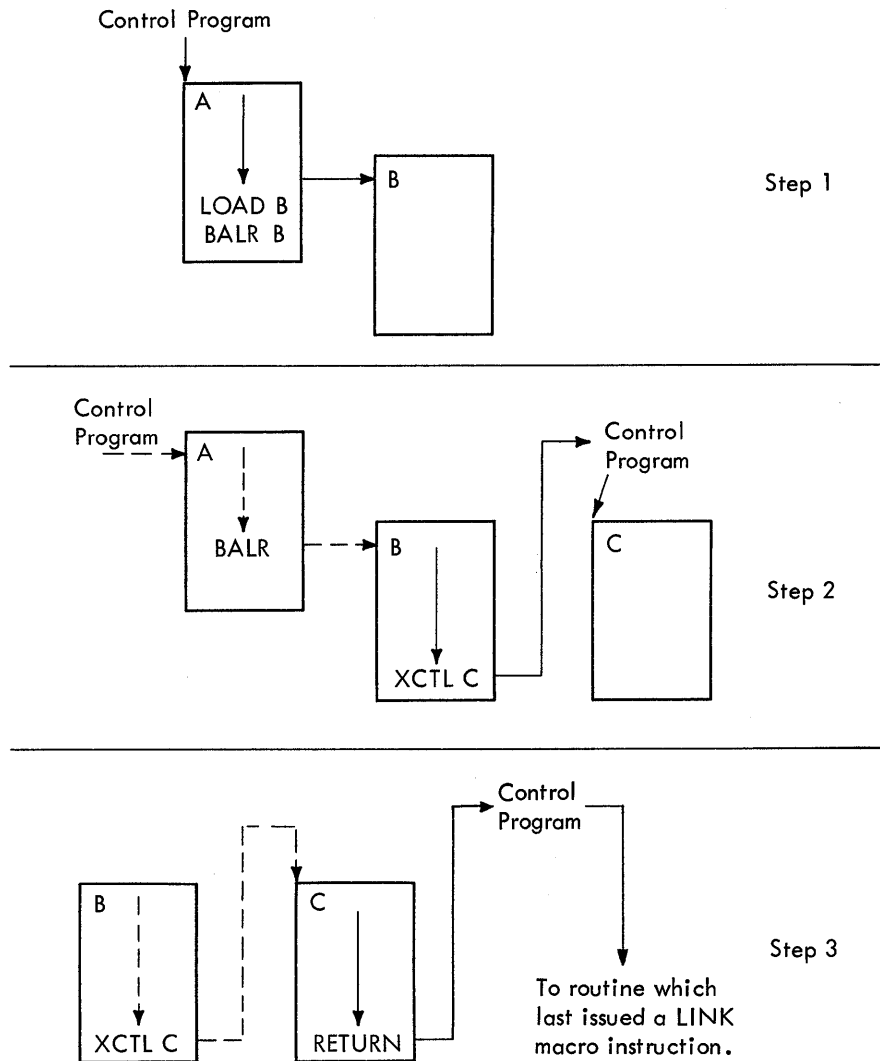 Control Program
A
LOAD B
BALR B
B
Step 1
Control
Program
A
BALR
B
XCTL C
Control
Program
C
Step 2
B
XCTL C
C
RETURN
Control
Program
To routine which
last issued a LINK
macro instruction.
Step 3